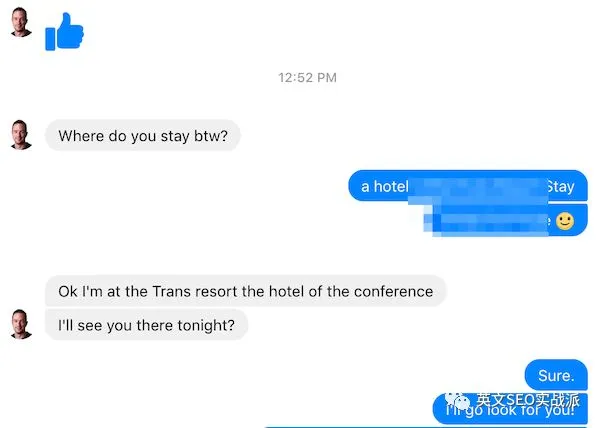 12:52 PM
Where do you stay btw?
a hotel Stay
Ok I'm at the Trans resort the hotel of the conference
I'll see you there tonight?
Sure.
I'll go look for you!
英文SEO实战派